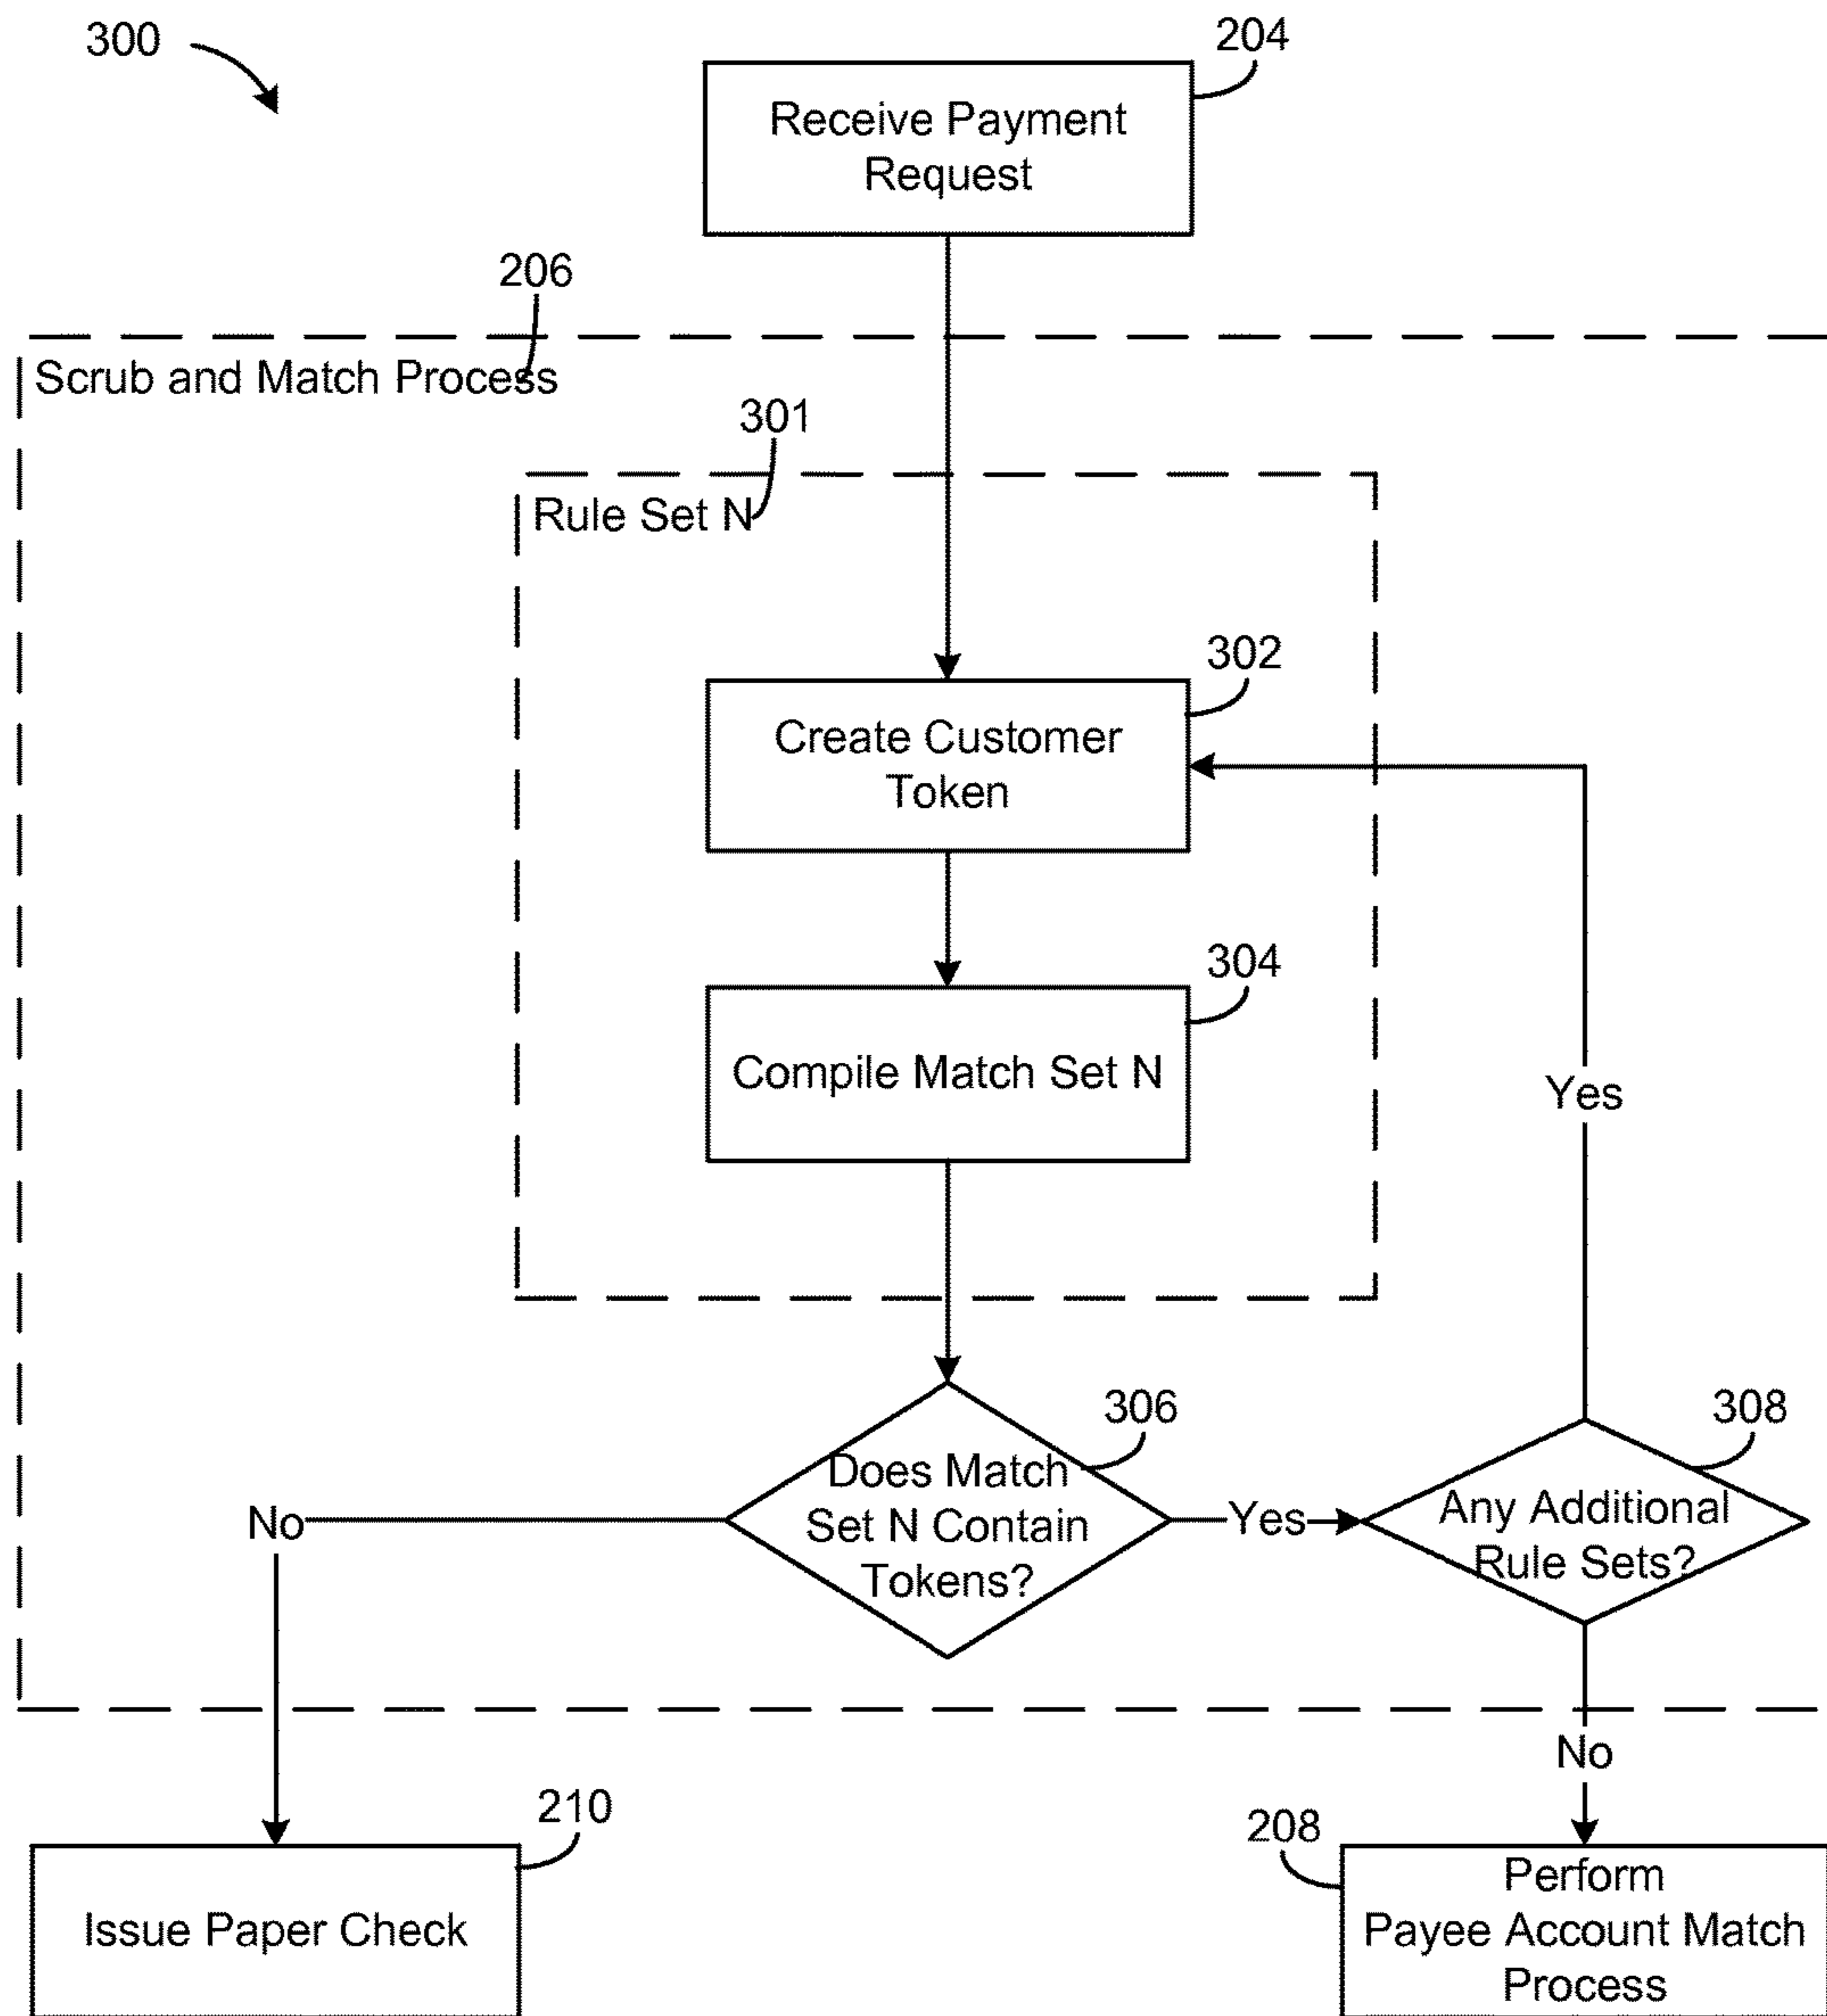 300
204
Receive Payment
Request
206
Scrub and Match Process
301
Rule Set N
302
Create Customer
Token
304
Compile Match Set N
Yes
306
308
Does Match
Set N Contain
Tokens?
No
Yes
Any Additional
Rule Sets?
No
210
208
Issue Paper Check
Perform
Payee Account Match
Process